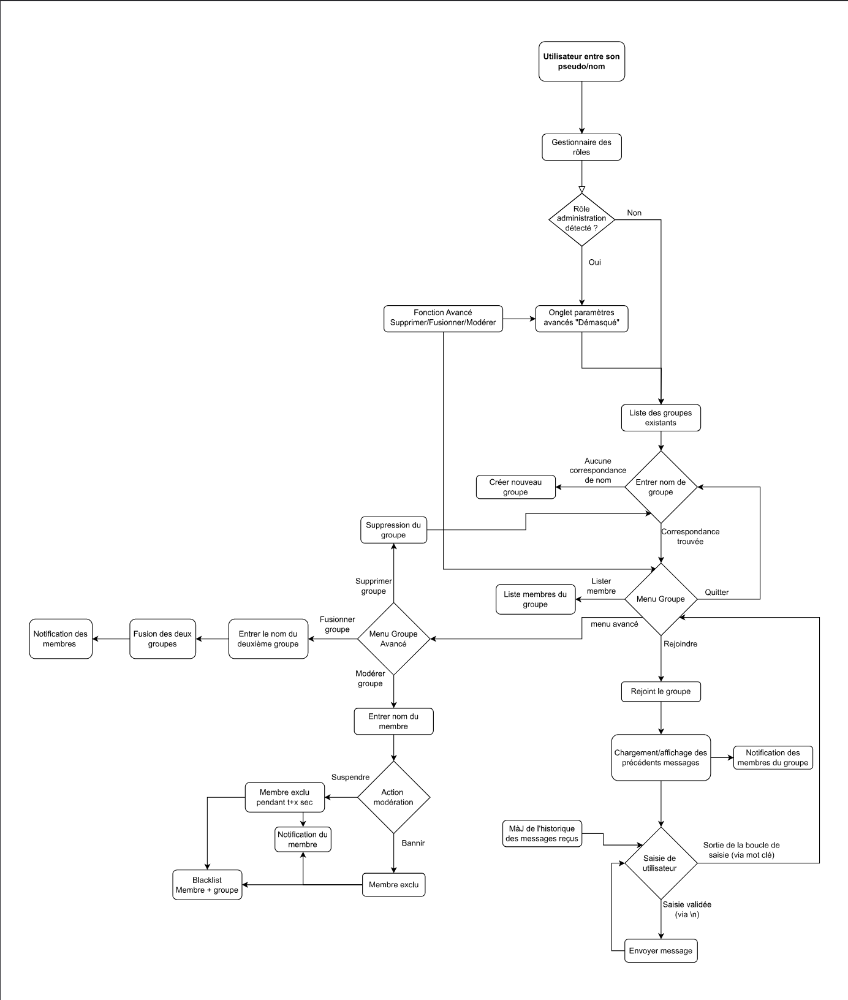 Utilisateur entre son
pseudo/nom
Gestionnaire des
rôles
Rôle
administration
détecté ?
Non
Oui
Fonction Avancé
Supprimer/Fusionner/Modérer
Onglet paramètres
avancés "Démasqué"
Liste des groupes
existants
Aucune
correspondance
de nom
Entrer nom de
groupe
Créer nouveau
groupe
Suppression du
groupe
Correspondance
trouvée
Supprimer
groupe
Lister
membre
Liste membres du
groupe
Menu Groupe
Quitter
menu avancé
Fusionner
groupe
Notification des
membres
Fusion des deux
groupes
Entrer le nom du
deuxième groupe
Menu Groupe
Avancé
Rejoindre
Modérer
groupe
Rejoint le groupe
Entrer nom du
membre
Chargement/affichage des
précédents messages
Notification des
membres du groupe
Suspendre
Membre exclu
pendant t+x sec
Action
modération
Notification du
membre
Bannir
MàJ de l'historique
des messages reçus
Saisie de
utilisateur
Sortie de la boucle de
saisie (via mot clé)
Blacklist
Membre + groupe
Membre exclu
Saisie validée
(via \n)
Envoyer message